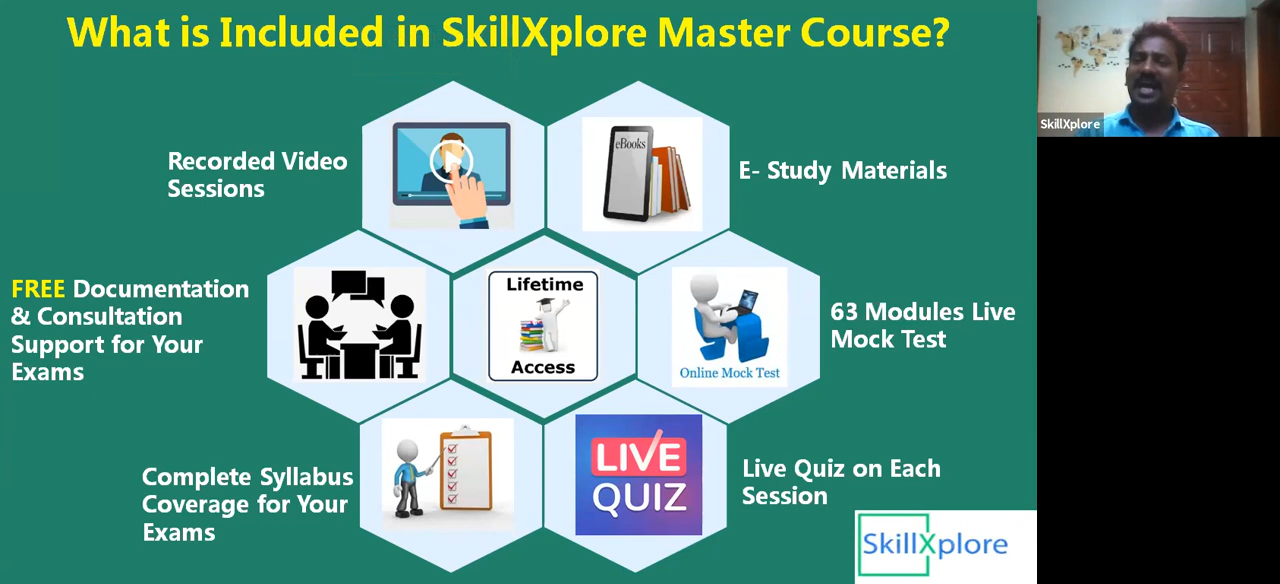 What is Included in SkillXplore Master Course?
SkillXplore
Recorded Video
Sessions
eBooks
E- Study Materials
FREE Documentation
& Consultation
Support for Your
Exams
Lifetime
Access
Online Mock Test
63 Modules Live
Mock Test
Complete Syllabus
Coverage for Your
Exams
LIVE
QUIZ
Live Quiz on Each
Session
SkillXplore